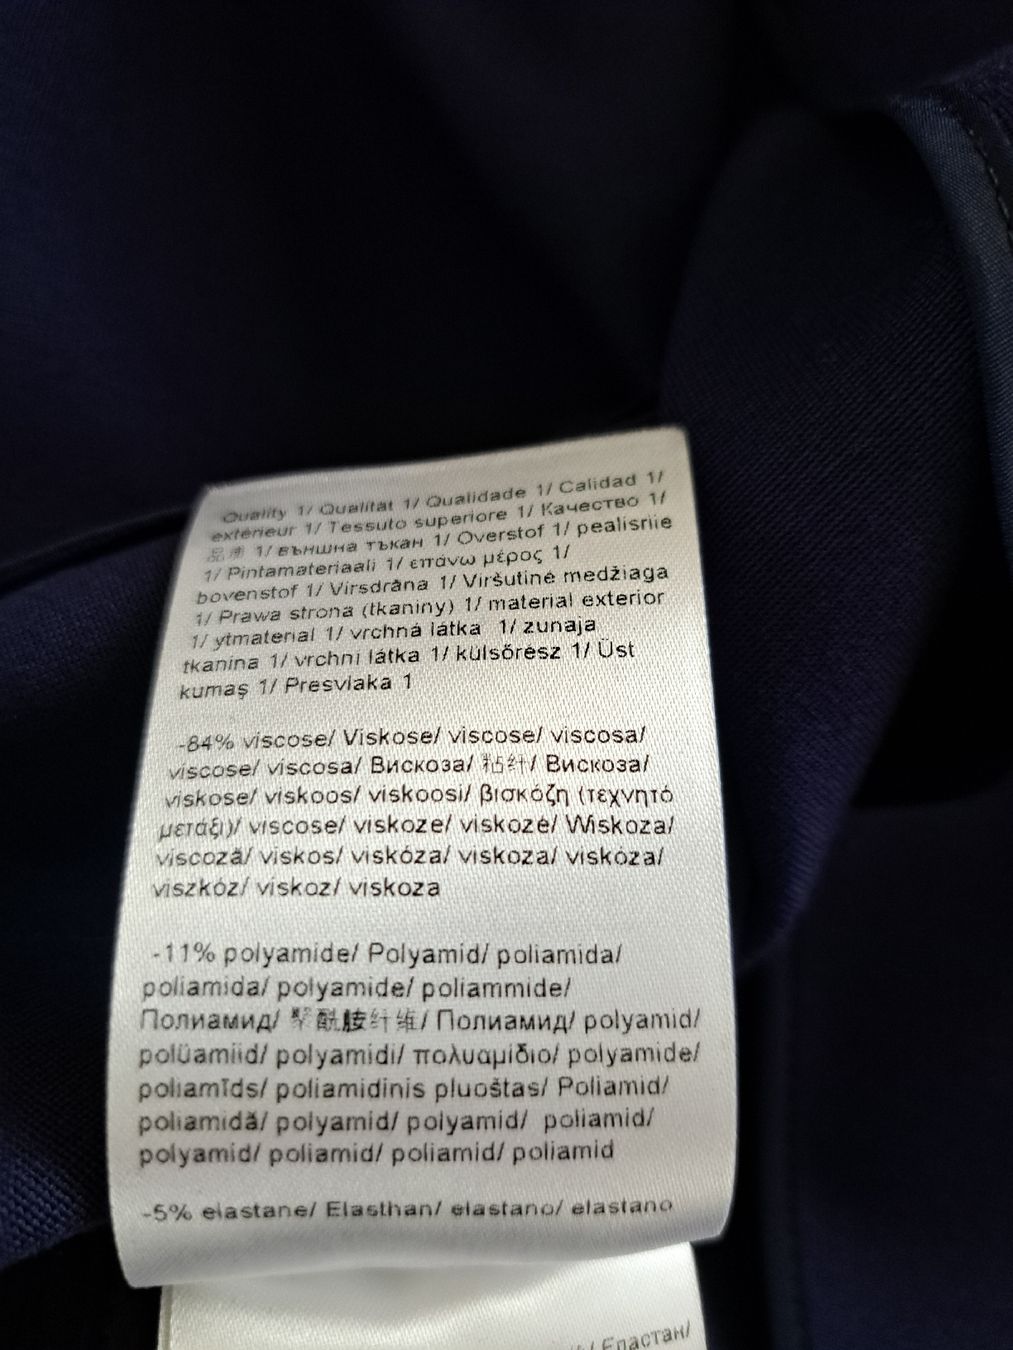 Quality 1/ Qualität 1/ Qualidade 1/ Calidad 1/
extérieur 1/ Tessuto superiore 1/ Качество 1/
1/ външна тъкан 1/ Overstof 1/ pealisriie
1/ Pintamateriaali 1/ επάνω μέρος 1/
bovenstof 1/ Virsdrāna 1/ Viršutinė medžiaga
1/ Prawa strona (tkaniny) 1/ material exterior
1/ ytmaterial 1/ vrchná látka 1/ zunaja
tkanina 1/ vrchní látka 1/ külsőrész 1/ Üst
kumaş 1/ Presvlaka 1
-84% viscose/ Viskose/ viscose/ viscosa/
viscose/ viscosa/ Вискоза/ 粘纤/ Вискоза/
viskose/ viskoos/ viskoosi/ βισκόζη (τεχνητό
μετάξι)/ viscose/ viskoze/ viskozė/ Wiskoza/
viscoză/ viskos/ viskóza/ viskoza/ viskóza/
viszkóz/ viskoz/ viskoza
-11% polyamide/ Polyamid/ poliamida/
poliamida/ polyamide/ poliammide/
Полиамид/ 聚酰胺纤维/ Полиамид/ polyamid/
polüamiid/ polyamidi/ πολυαμίδιο/ polyamide/
poliamīds/ poliamidinis pluoštas/ Poliamid/
poliamidă/ polyamid/ polyamid/ poliamid/
polyamid/ poliamid/ poliamid/ poliamid
-5% elastane/ Elasthan/ elastano/ elastano
Еластан/